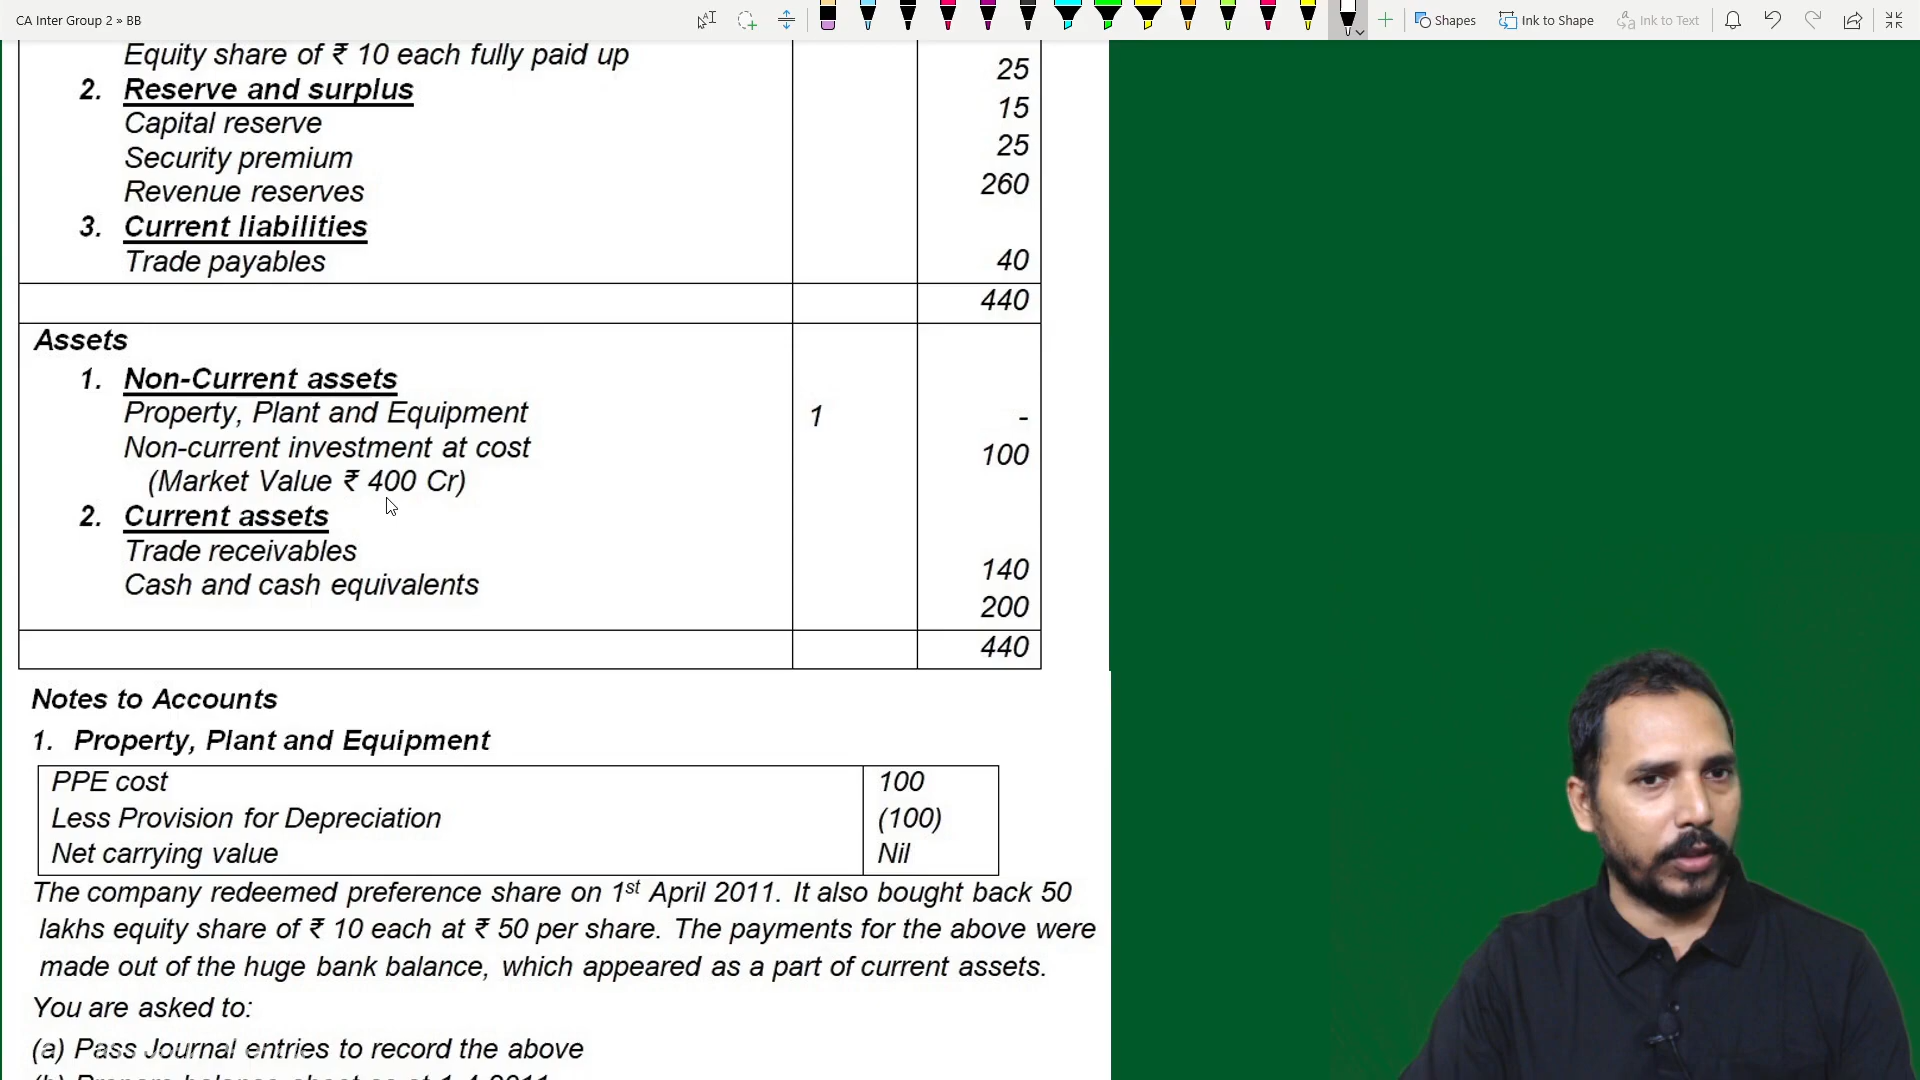 CA Inter Group 2 » BB
Shapes
Ink to Shape
Ink to Text
Equity share of ₹ 10 each fully paid up 25
2. Reserve and surplus
15
Capital reserve
25
Security premium
260
Revenue reserves
3. Current liabilities
Trade payables 40
440
Assets
1. Non-Current assets
Property, Plant and Equipment 1 -
Non-current investment at cost 100
(Market Value ₹ 400 Cr)
2. Current assets
Trade receivables 140
Cash and cash equivalents 200
440
Notes to Accounts
1. Property, Plant and Equipment
PPE cost 100
Less Provision for Depreciation (100)
Net carrying value Nil
The company redeemed preference share on 1st April 2011. It also bought back 50
lakhs equity share of ₹ 10 each at ₹ 50 per share. The payments for the above were
made out of the huge bank balance, which appeared as a part of current assets.
You are asked to:
(a) Pass Journal entries to record the above